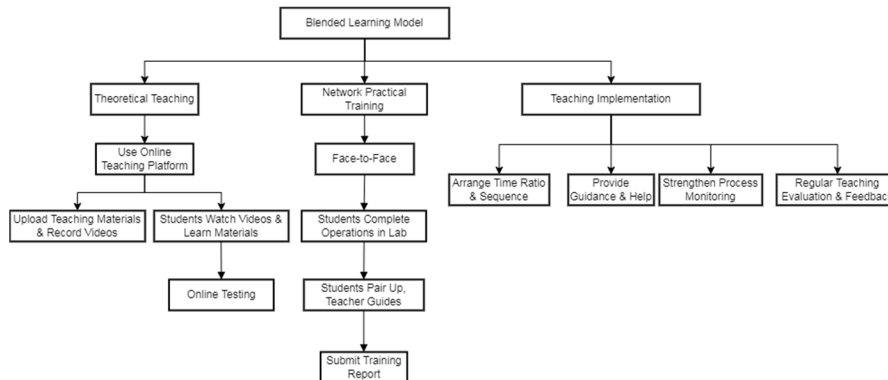 Blended Learning Model
Theoretical Teaching
Network Practical
Training
Teaching Implementation
Use Online
Teaching Platform
Face-to-Face
Arrange Time Ratio
& Sequence
Provide
Guidance & Help
Strengthen Process
Monitoring
Regular Teaching
Evaluation & Feedback
Upload Teaching Materials
& Record Videos
Students Watch Videos &
Learn Materials
Students Complete
Operations in Lab
Online Testing
Students Pair Up,
Teacher Guides
Submit Training
Report